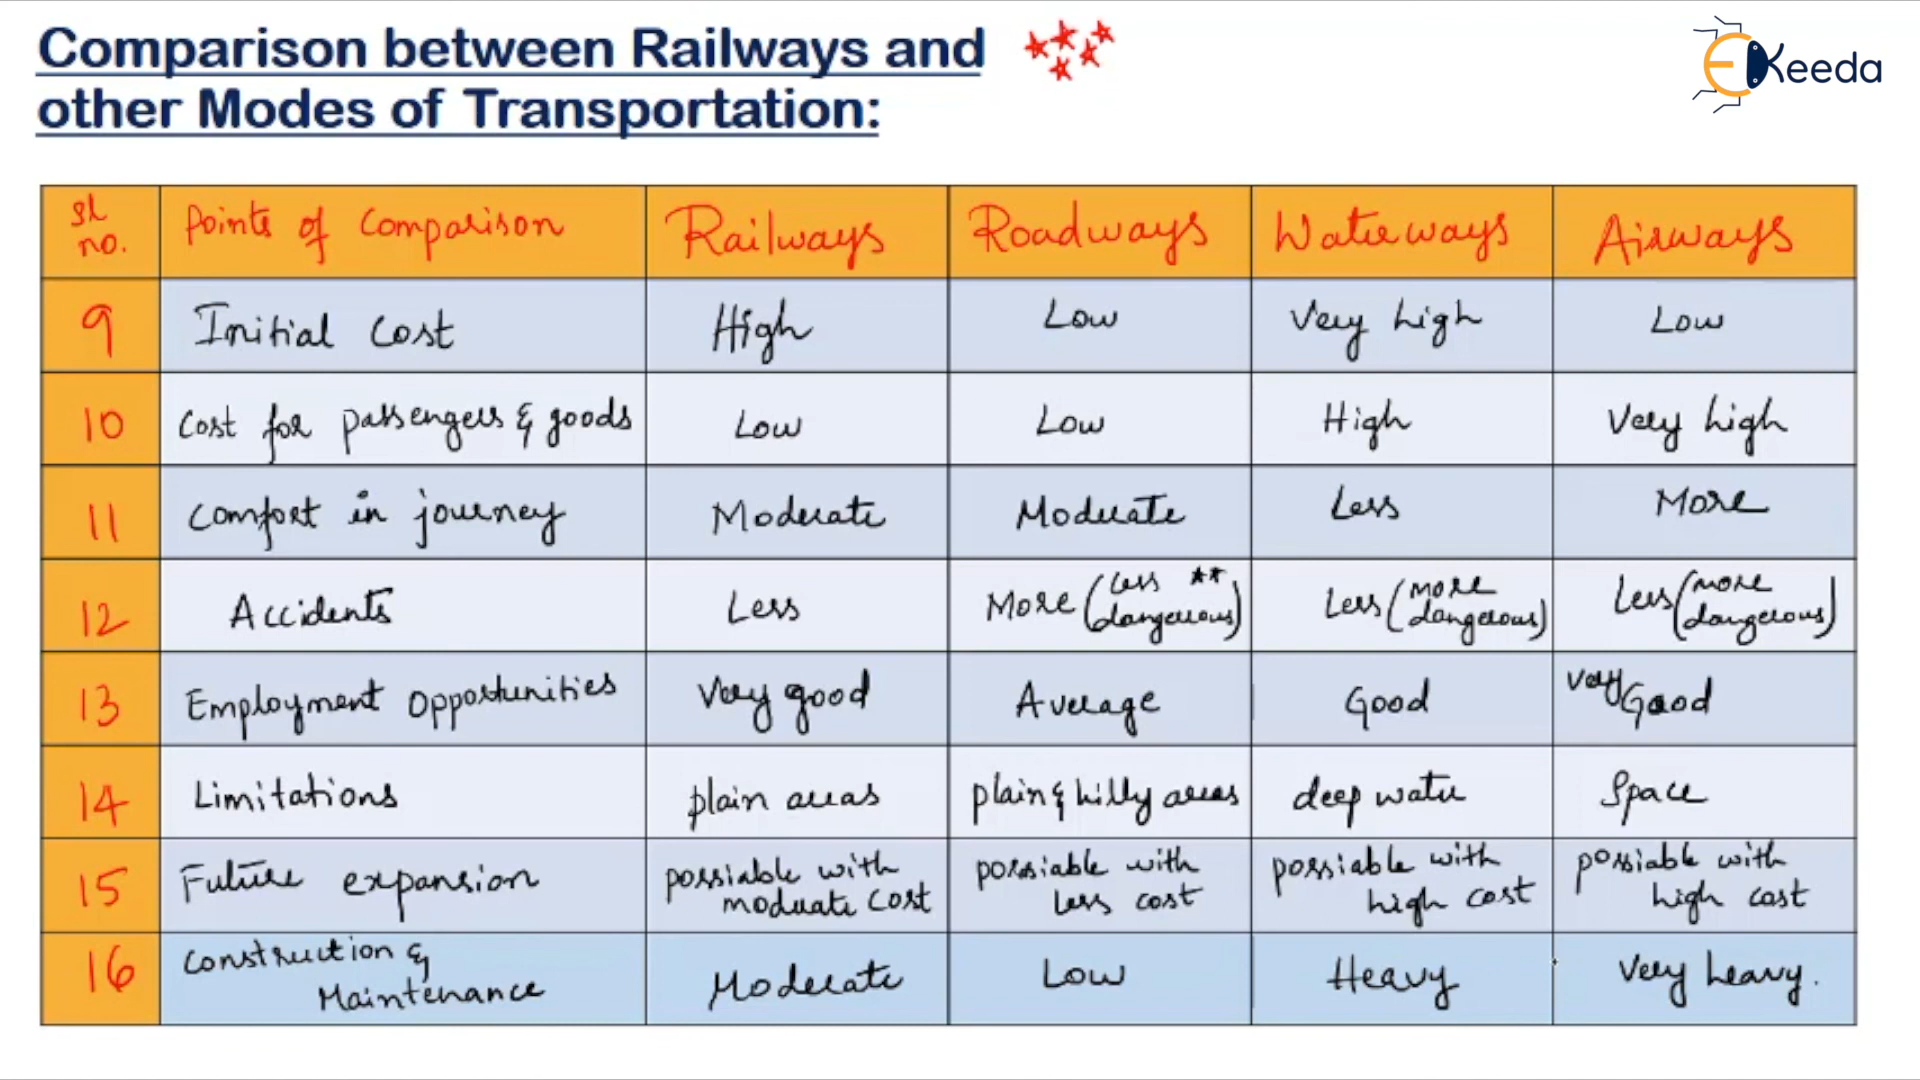 Comparison between Railways and
other Modes of Transportation:
EKeeda
Sl no. Points of Comparison Railways Roadways Waterways Airways
9 Initial Cost High Low Very high Low
10 Cost for passengers & goods Low Low High Very high
11 Comfort in journey Moderate Moderate Less More
12 Accidents Less More (Less dangerous) ** Less (more dangerous) Less (more dangerous)
13 Employment Opportunities Very good Average Good Very Good
14 Limitations plain areas plain & hilly areas deep water Space
15 Future expansion possiable with moderate cost possiable with less cost possiable with high cost possiable with high cost
16 Construction & Maintenance Moderate Low Heavy Very heavy.